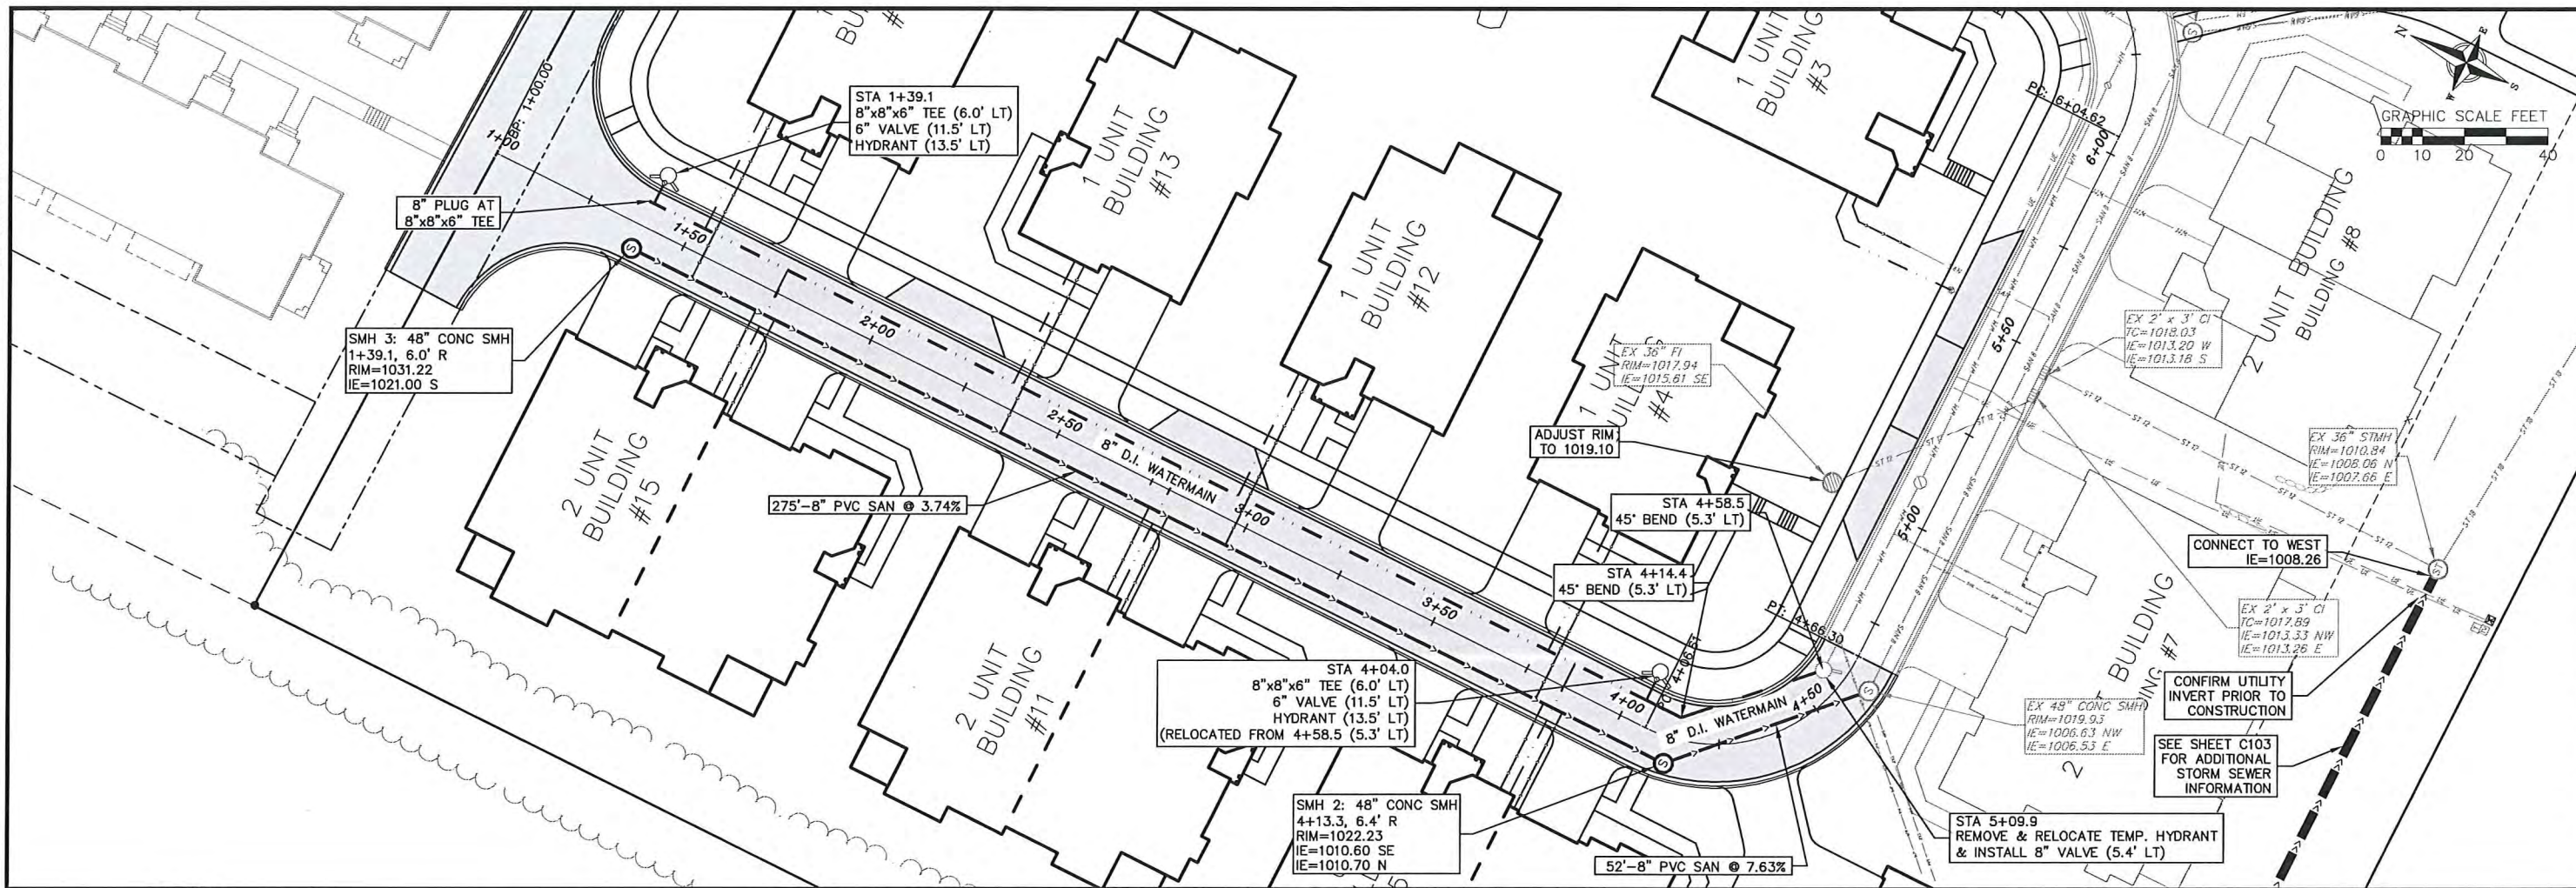 STA 1+39.1
8"x8"x6" TEE (6.0' LT)
6" VALVE (11.5' LT)
HYDRANT (13.5' LT)
8" PLUG AT
8"x8"x6" TEE
BP: 1+00.00
1+00
1+50
2+00
2+50
3+00
3+50
4+00
4+50
5+00
5+50
6+00
SMH 3: 48" CONC SMH
1+39.1, 6.0' R
RIM=1031.22
IE=1021.00 S
275'-8" PVC SAN @ 3.74%
8" D.I. WATERMAIN
8" D.I. WATERMAIN
1 UNIT
BUILDING
#13
1 UNIT
BUILDING
#12
1 UNIT
BUILDING
#3
2 UNIT
BUILDING
#15
2 UNIT
BUILDING
#11
2 UNIT BUILDING
BUILDING #8
1 UNIT
#4
EX 36" FI
RIM=1017.94
IE=1015.61 SE
ADJUST RIM
TO 1019.10
STA 4+58.5
45° BEND (5.3' LT)
STA 4+14.4
45° BEND (5.3' LT)
PC: 6+04.62
PT: 4+66.30
4+06.61
STA 4+04.0
8"x8"x6" TEE (6.0' LT)
6" VALVE (11.5' LT)
HYDRANT (13.5' LT)
(RELOCATED FROM 4+58.5 (5.3' LT)
SMH 2: 48" CONC SMH
4+13.3, 6.4' R
RIM=1022.23
IE=1010.60 SE
IE=1010.70 N
52'-8" PVC SAN @ 7.63%
STA 5+09.9
REMOVE & RELOCATE TEMP. HYDRANT
& INSTALL 8" VALVE (5.4' LT)
EX 48" CONC SMH
RIM=1019.93
IE=1006.63 NW
IE=1006.53 E
EX 2' x 3' CI
TC=1018.03
IE=1013.20 W
IE=1013.18 S
EX 36" STMH
RIM=1010.84
IE=1008.06 N
IE=1007.66 E
CONNECT TO WEST
IE=1008.26
EX 2' x 3' CI
TC=1017.89
IE=1013.33 NW
IE=1013.26 E
CONFIRM UTILITY
INVERT PRIOR TO
CONSTRUCTION
SEE SHEET C103
FOR ADDITIONAL
STORM SEWER
INFORMATION
BUILDING
#7
GRAPHIC SCALE FEET
0 10 20 40
N
E
S
W